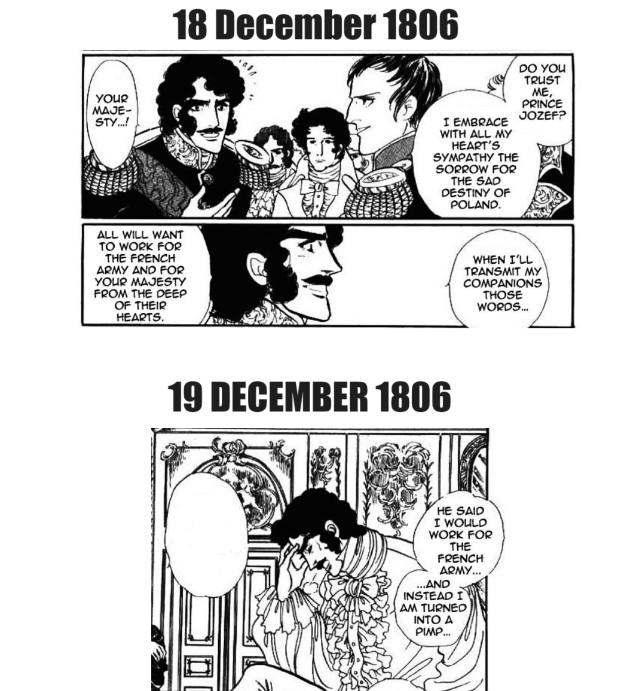 18 December 1806
DO YOU
TRUST
ME,
PRINCE
JOZEF?
I EMBRACE
WITH ALL MY
HEART'S
SYMPATHY THE
SORROW FOR
THE SAD
DESTINY OF
POLAND.
YOUR
MAJE-
STY...!
WHEN I'LL
TRANSMIT MY
COMPANIONS
THOSE
WORDS...
ALL WILL WANT
TO WORK FOR
THE FRENCH
ARMY AND FOR
YOUR MAJESTY
FROM THE DEEP
OF THEIR
HEARTS.
19 DECEMBER 1806
HE SAID
I WOULD
WORK FOR
THE
FRENCH
ARMY...
...AND
INSTEAD I
AM TURNED
INTO A
PIMP...